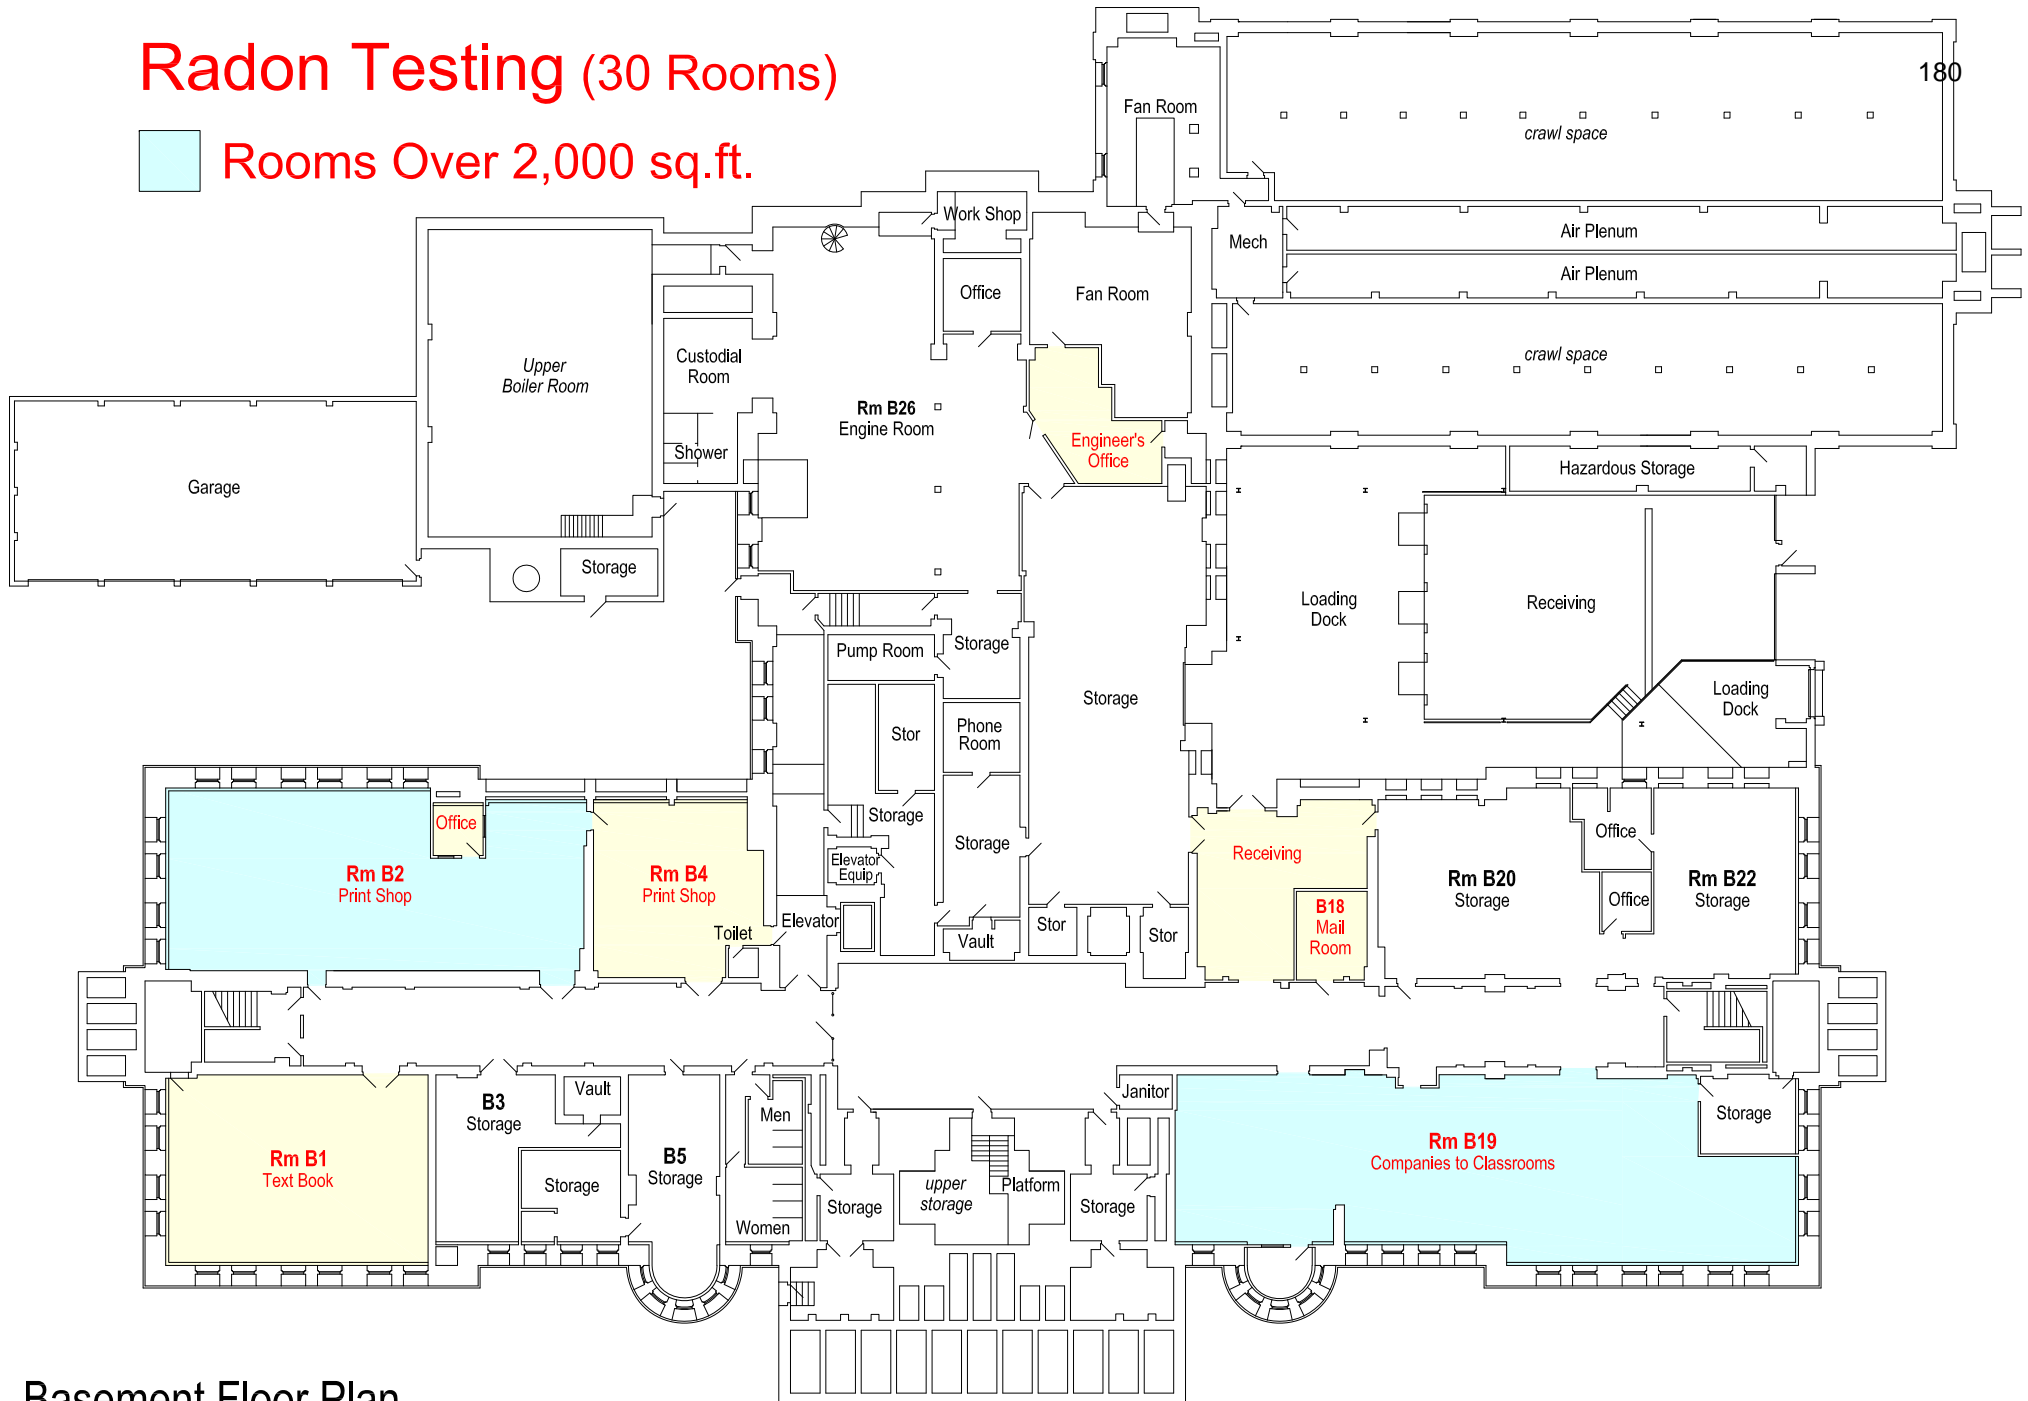 Radon Testing (30 Rooms)
180
Rooms Over 2,000 sq.ft.
Fan Room
crawl space
Work Shop
Mech
Air Plenum
Air Plenum
Office
Fan Room
Upper
Boiler Room
Custodial
Room
crawl space
Rm B26
Engine Room
Engineer's
Office
Shower
Hazardous Storage
Garage
Storage
Loading
Dock
Receiving
Pump Room
Storage
Storage
Loading
Dock
Stor
Phone
Room
Storage
Office
Office
Receiving
Elevator
Equip
Storage
Rm B2
Print Shop
Rm B4
Print Shop
Rm B20
Storage
Rm B22
Storage
Office
B18
Mail
Room
Toilet
Elevator
Vault
Stor
Stor
Vault
B3
Storage
Men
Janitor
Storage
Rm B1
Text Book
B5
Storage
Storage
Rm B19
Companies to Classrooms
upper
storage
Platform
Storage
Storage
Women
Basement Floor Plan